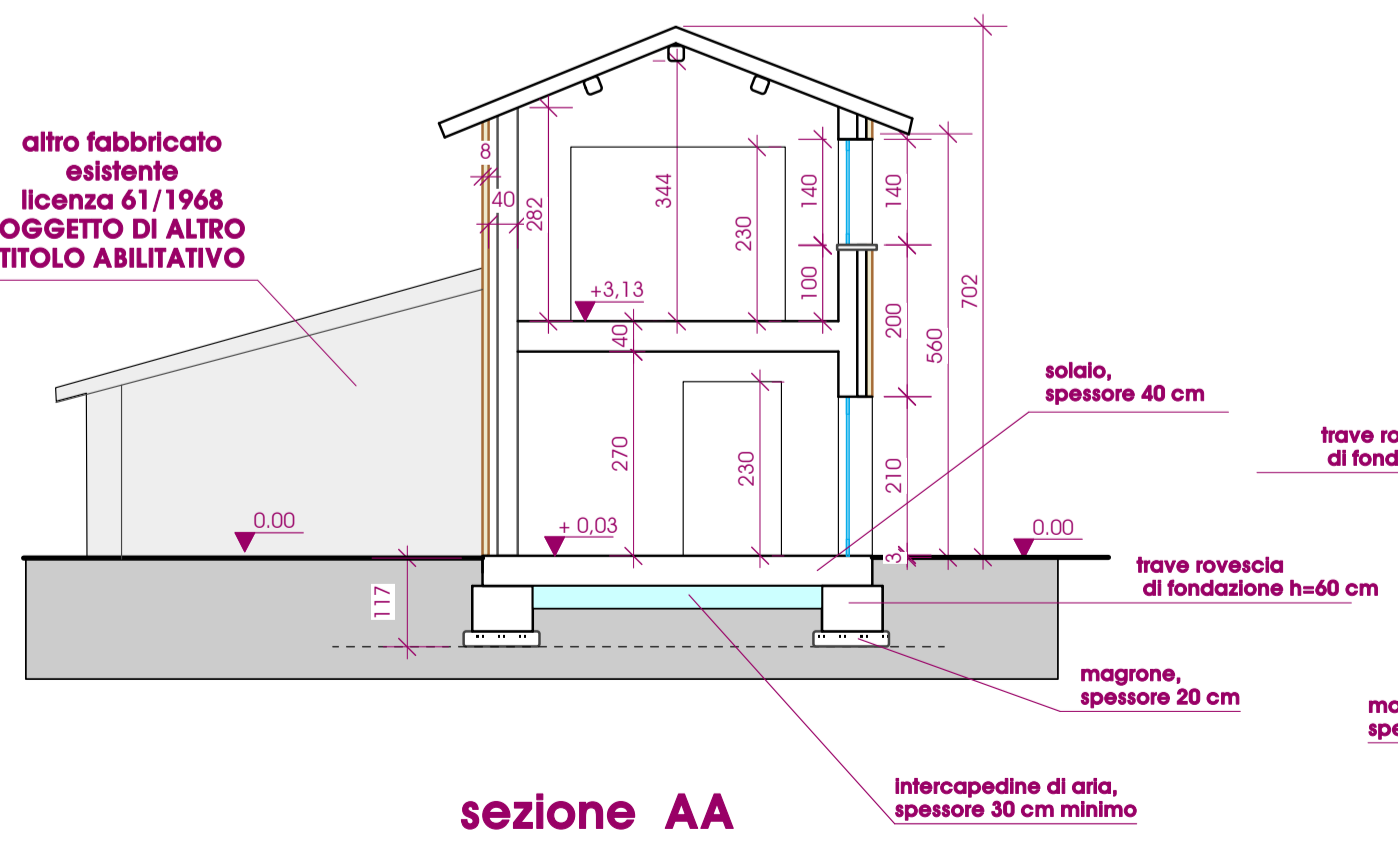 altro fabbricato
esistente
licenza 61/1968
OGGETTO DI ALTRO
TITOLO ABILITATIVO
8
40
282
344
230
140
100
140
200
560
702
+3,13
40
270
230
210
3,
solaio,
spessore 40 cm
trave
di
0.00
+ 0,03
0.00
117
trave rovescia
di fondazione h=60 cm
magrone,
spessore 20 cm
intercapedine di aria,
spessore 30 cm minimo
sezione AA